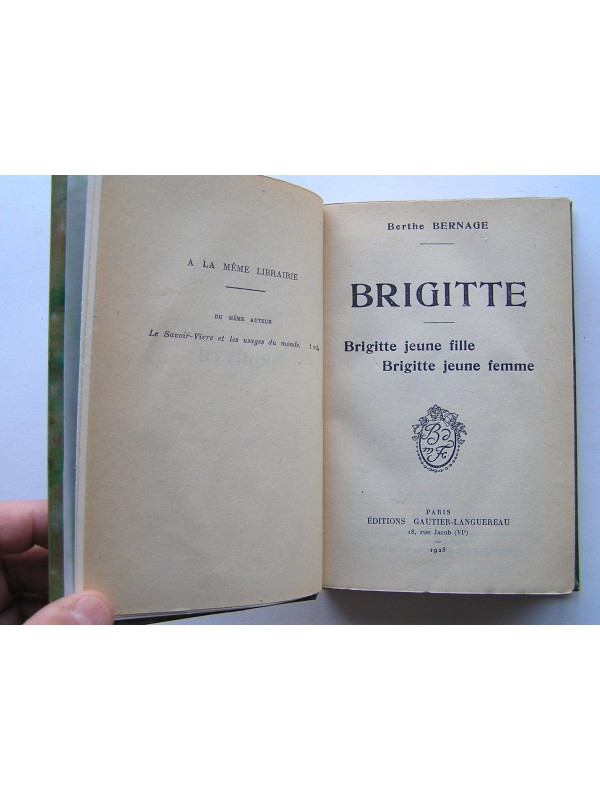 A LA MÊME LIBRAIRIE
DU MÊME AUTEUR
Le Savoir-Vivre et les usages du monde. 1 vol.
Berthe BERNAGE
BRIGITTE
Brigitte jeune fille
Brigitte jeune femme
PARIS
ÉDITIONS GAUTIER-LANGUEREAU
18, rue Jacob (VIe)
1928